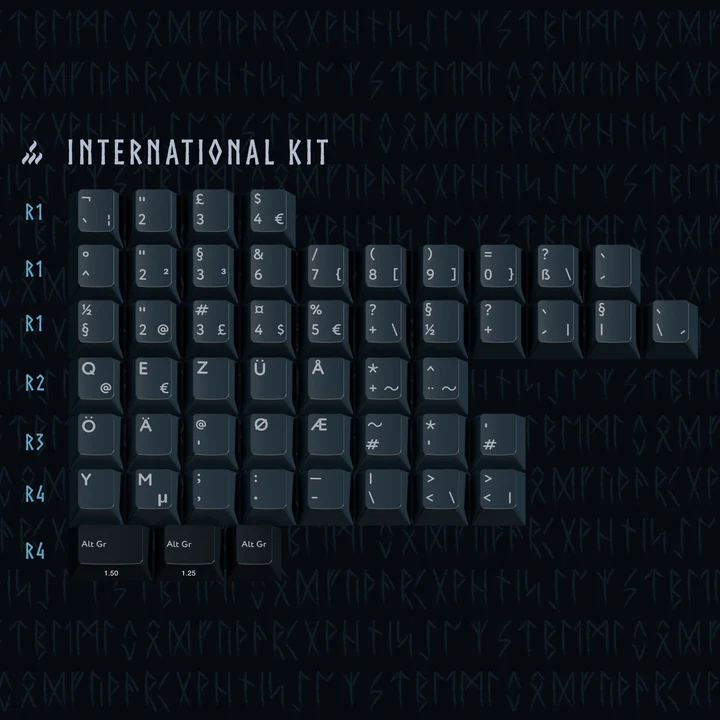 INTERNATIONAL KIT
R1 ¬ ` ¦ " 2 £ 3 $ 4 €
R1 ° ^ " 2 ² § 3 ³ & 6 / 7 { ( 8 [ ) 9 ] = 0 } ? ß \ ` ´
R1 ½ § " 2 @ # 3 £ ¤ 4 $ % 5 € ? + \ § ½ ? + ` ´ | § | ` \ ´
R2 Q @ E € Z Ü Å * + ~ ^ ¨ ~
R3 Ö Ä @ ' Ø Æ ~ # * ' ' #
R4 Y M µ ; , : . — - | \ > < \ > < |
R4 Alt Gr Alt Gr Alt Gr
1.50 1.25